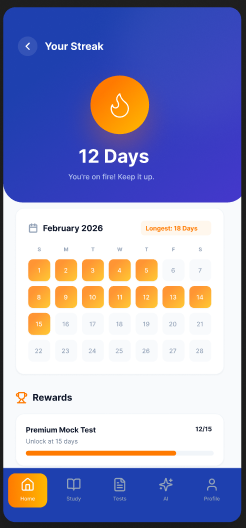 Your Streak
12 Days
You're on fire! Keep it up.
February 2026
Longest: 18 Days
S M T W T F S
1 2 3 4 5 6 7
8 9 10 11 12 13 14
15 16 17 18 19 20 21
22 23 24 25 26 27 28
Rewards
Premium Mock Test 12/15
Unlock at 15 days
Home Study Tests AI Profile